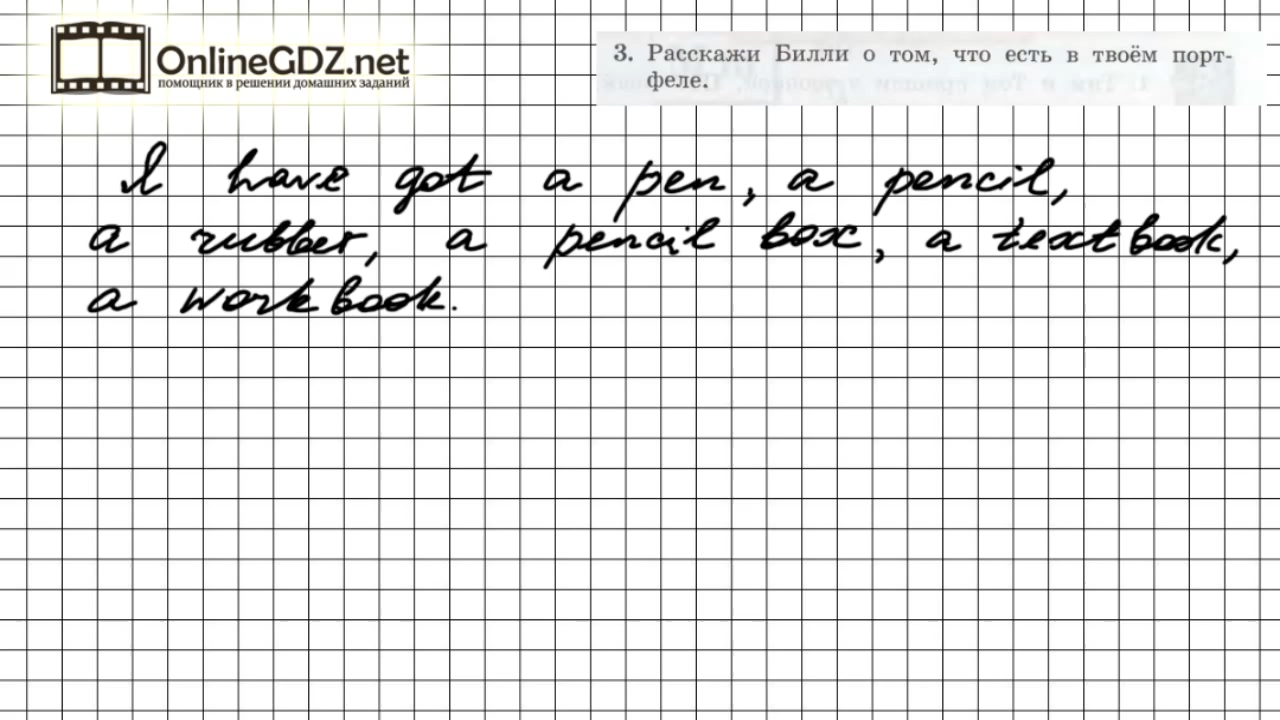 OnlineGDZ.net
помощник в решении домашних заданий
3. Расскажи Билли о том, что есть в твоём порт-
феле.
I have got a pen, a pencil,
a rubber, a pencil box, a textbook,
a workbook.